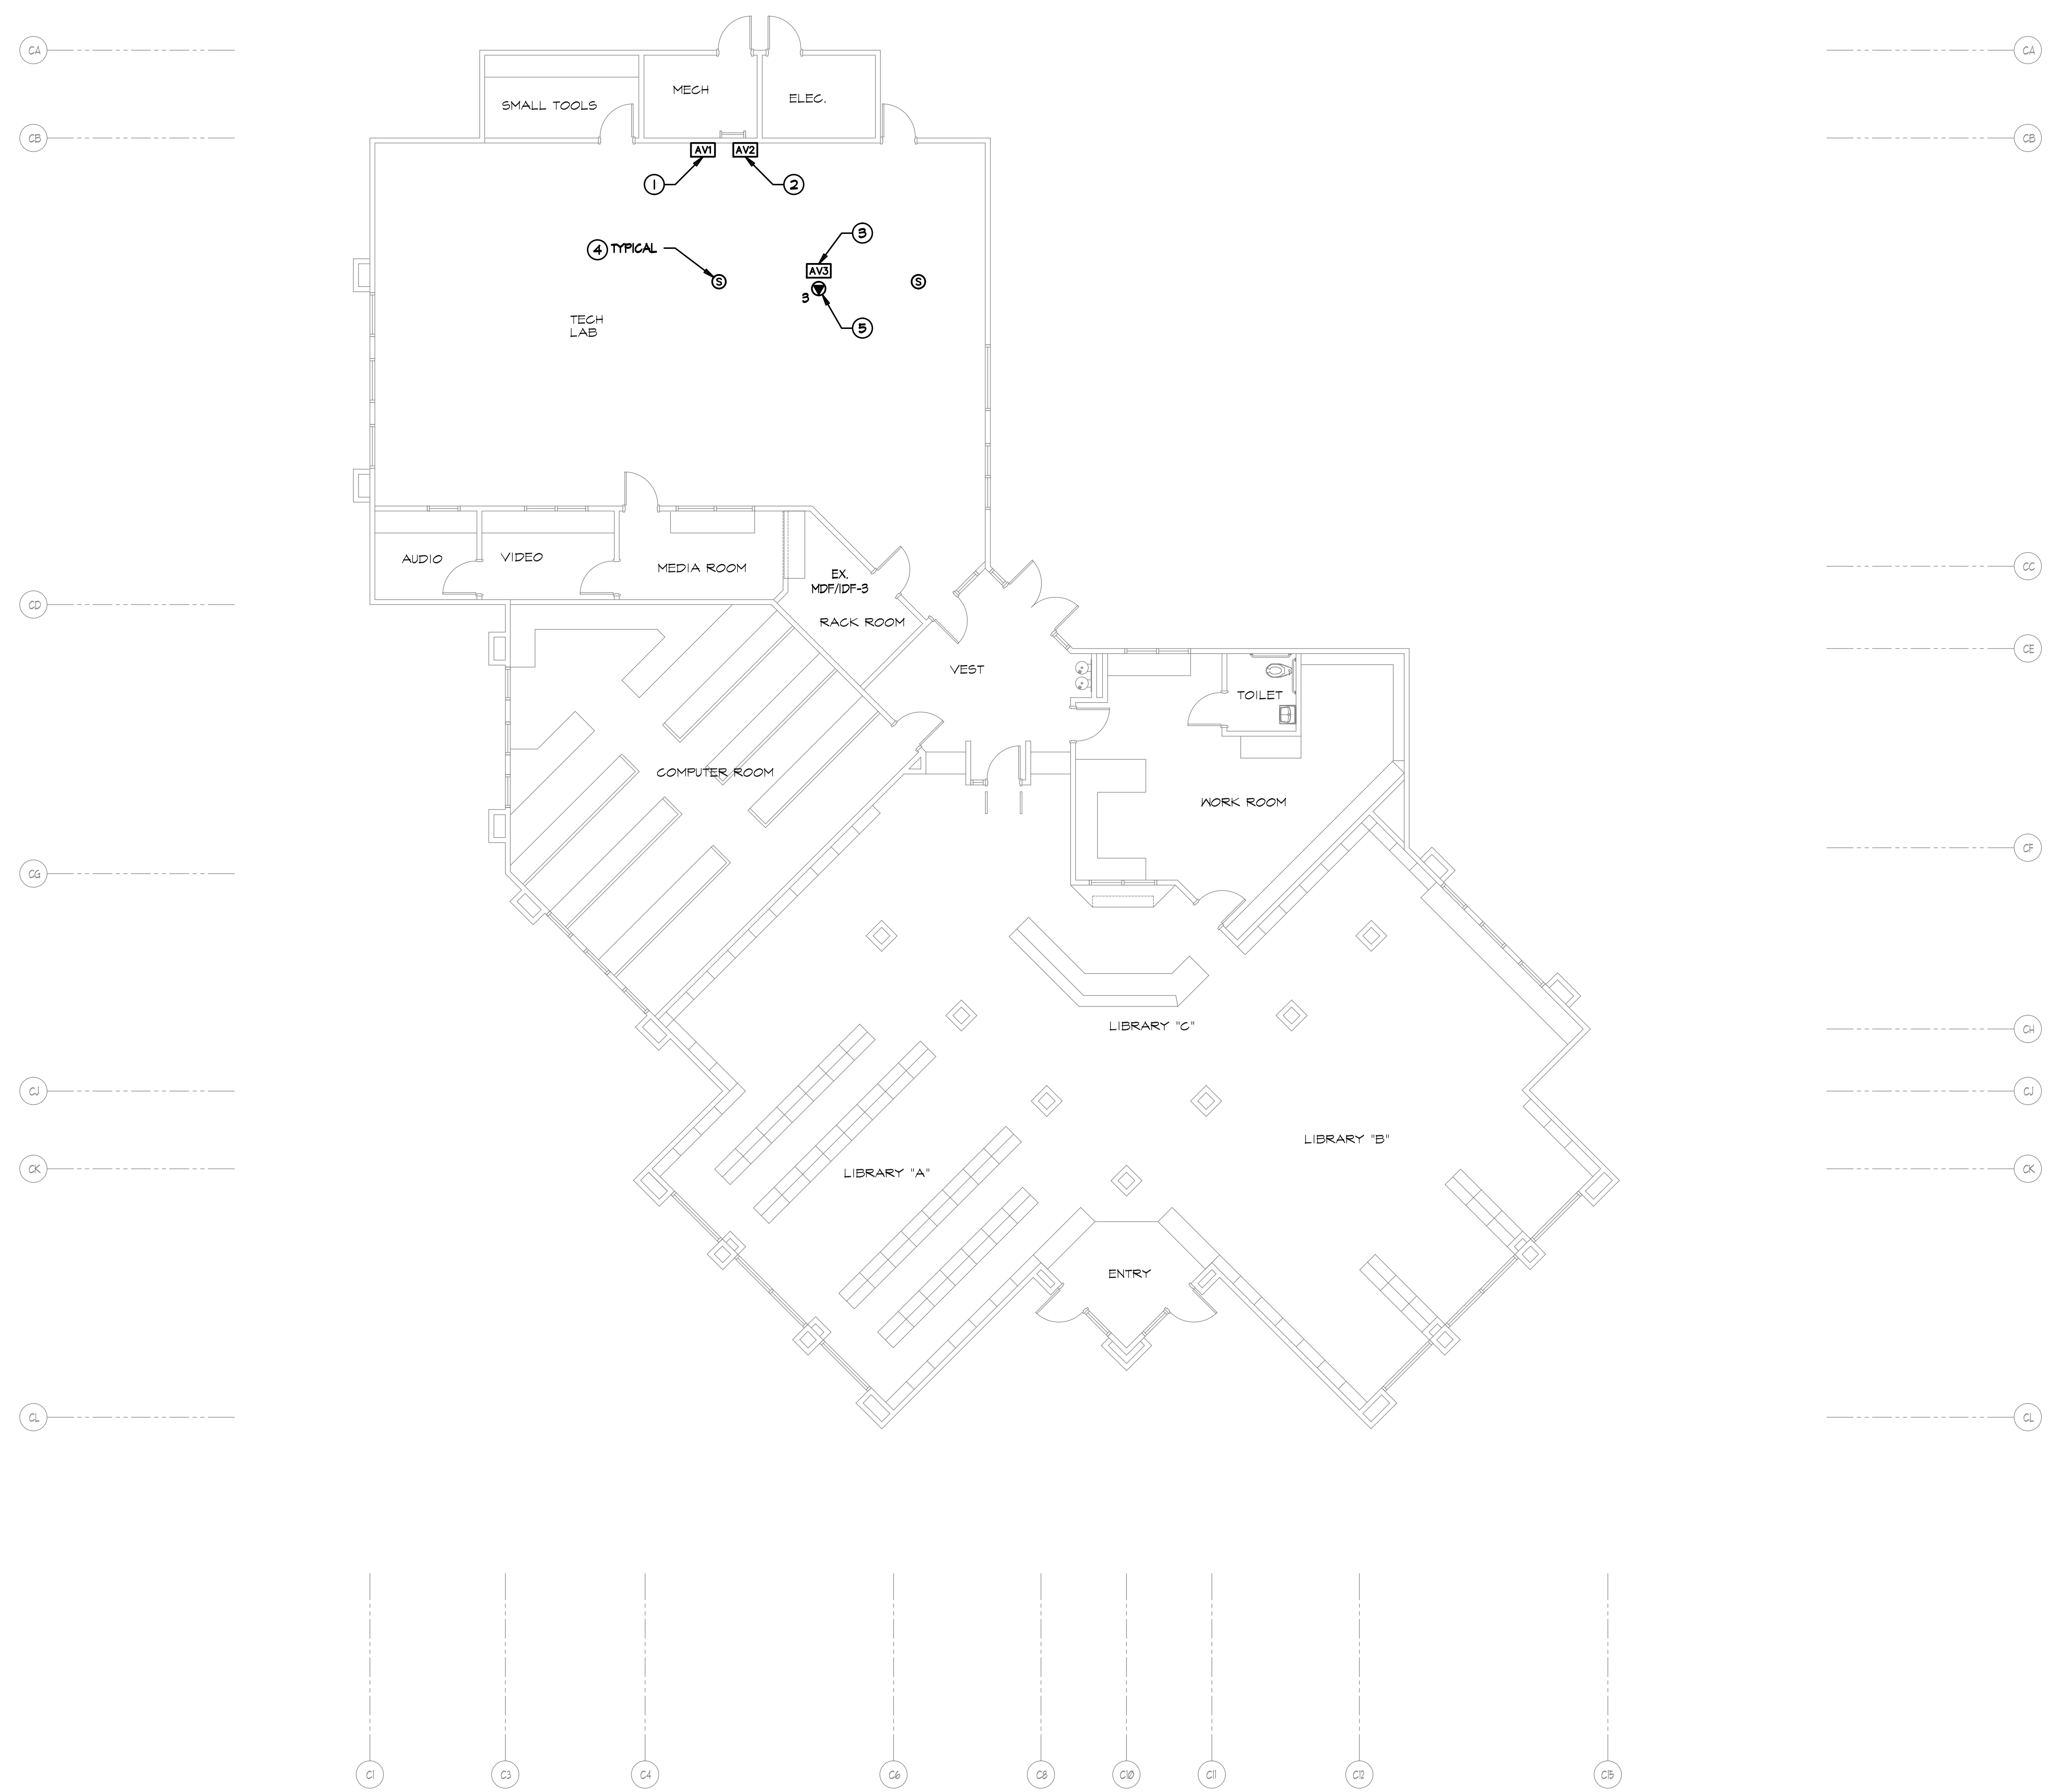 CA
CA
MECH
ELEC.
SMALL TOOLS
CB
CB
AV1
AV2
1
2
3
4 TYPICAL
AV3
S
S
3
5
TECH
LAB
AUDIO
VIDEO
MEDIA ROOM
EX.
MDF/IDF-3
CC
CD
RACK ROOM
CE
VEST
TOILET
COMPUTER ROOM
WORK ROOM
CF
CG
LIBRARY "C"
CH
CJ
CJ
LIBRARY "B"
CK
LIBRARY "A"
CK
ENTRY
CL
CL
C1
C3
C4
C6
C8
C10
C11
C12
C15